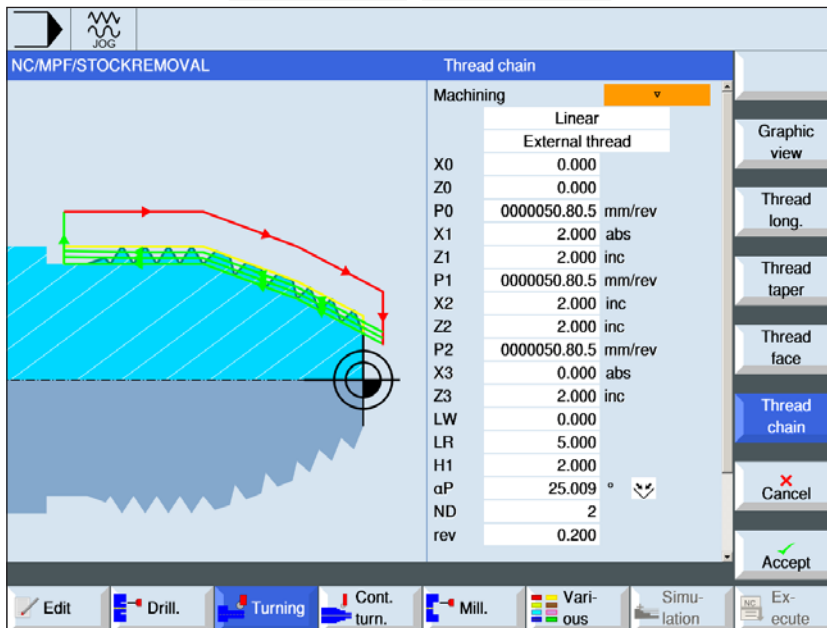 JOG
NC/MPF/STOCKREMOVAL
Thread chain
Machining ▿
Linear
External thread
X0 0.000
Z0 0.000
P0 0000050.80.5 mm/rev
X1 2.000 abs
Z1 2.000 inc
P1 0000050.80.5 mm/rev
X2 2.000 inc
Z2 2.000 inc
P2 0000050.80.5 mm/rev
X3 0.000 abs
Z3 2.000 inc
LW 0.000
LR 5.000
H1 2.000
αP 25.009 °
ND 2
rev 0.200
Graphic
view
Thread
long.
Thread
taper
Thread
face
Thread
chain
Cancel
Accept
Edit
Drill.
Turning
Cont.
turn.
Mill.
Vari-
ous
Simu-
lation
NC
Ex-
ecute